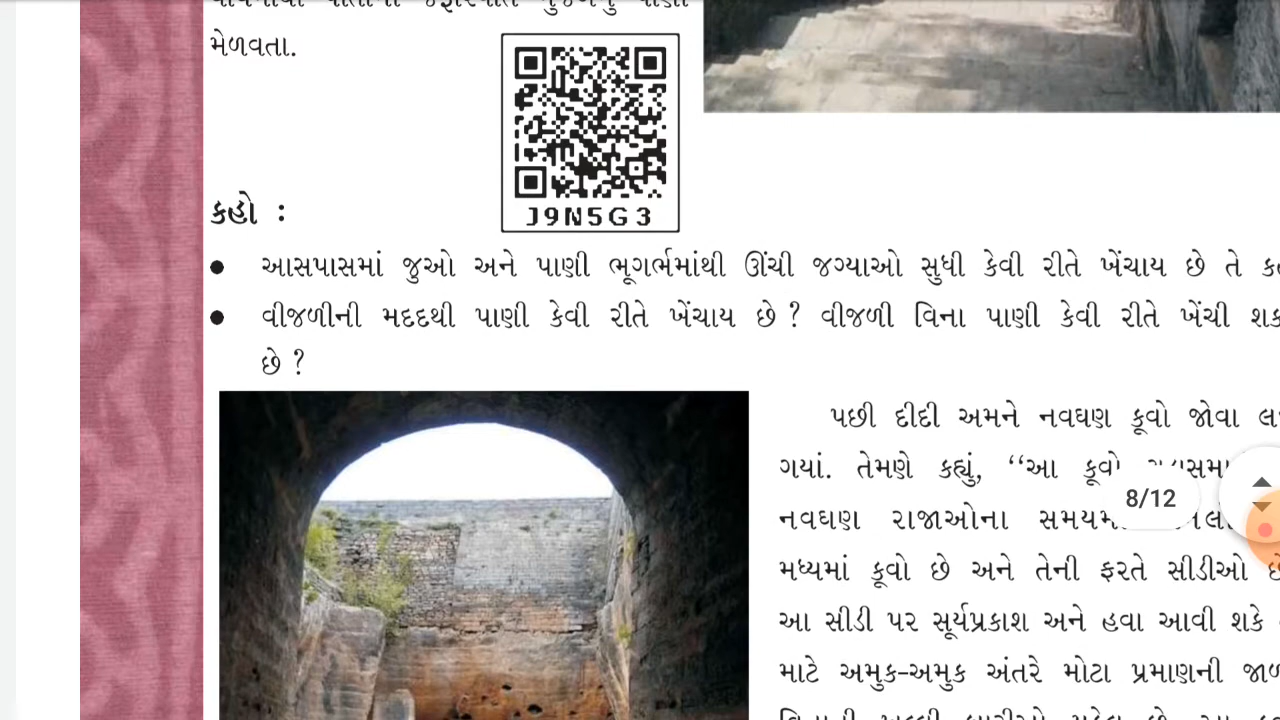 મેળવતા.
J9N5G3
કહો :
● આસપાસમાં જુઓ અને પાણી ભૂગર્ભમાંથી ઊંચી જગ્યાઓ સુધી કેવી રીતે ખેંચાય છે તે
● વીજળીની મદદથી પાણી કેવી રીતે ખેંચાય છે ? વીજળી વિના પાણી કેવી રીતે ખેંચી
છે ?
પછી દીદી અમને નવઘણ કૂવો જોવા
ગયાં. તેમણે કહ્યું, “આ કૂવો
નવઘણ રાજાઓના
મધ્યમાં કૂવો છે અને તેની ફરતે સીડીઓ
આ સીડી પર સૂર્યપ્રકાશ અને હવા આવી શકે
માટે અમુક-અમુક અંતરે મોટા પ્રમાણની
8/12